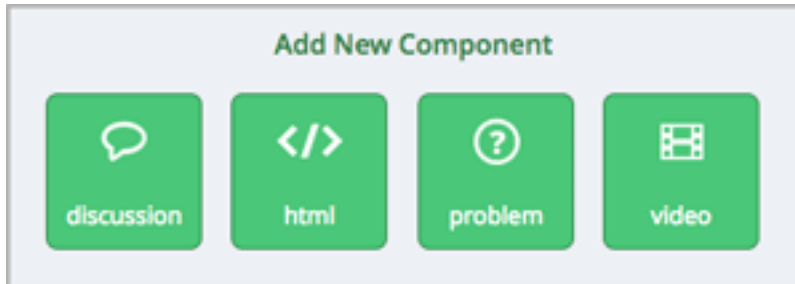 Add New Component
discussion
html
problem
video